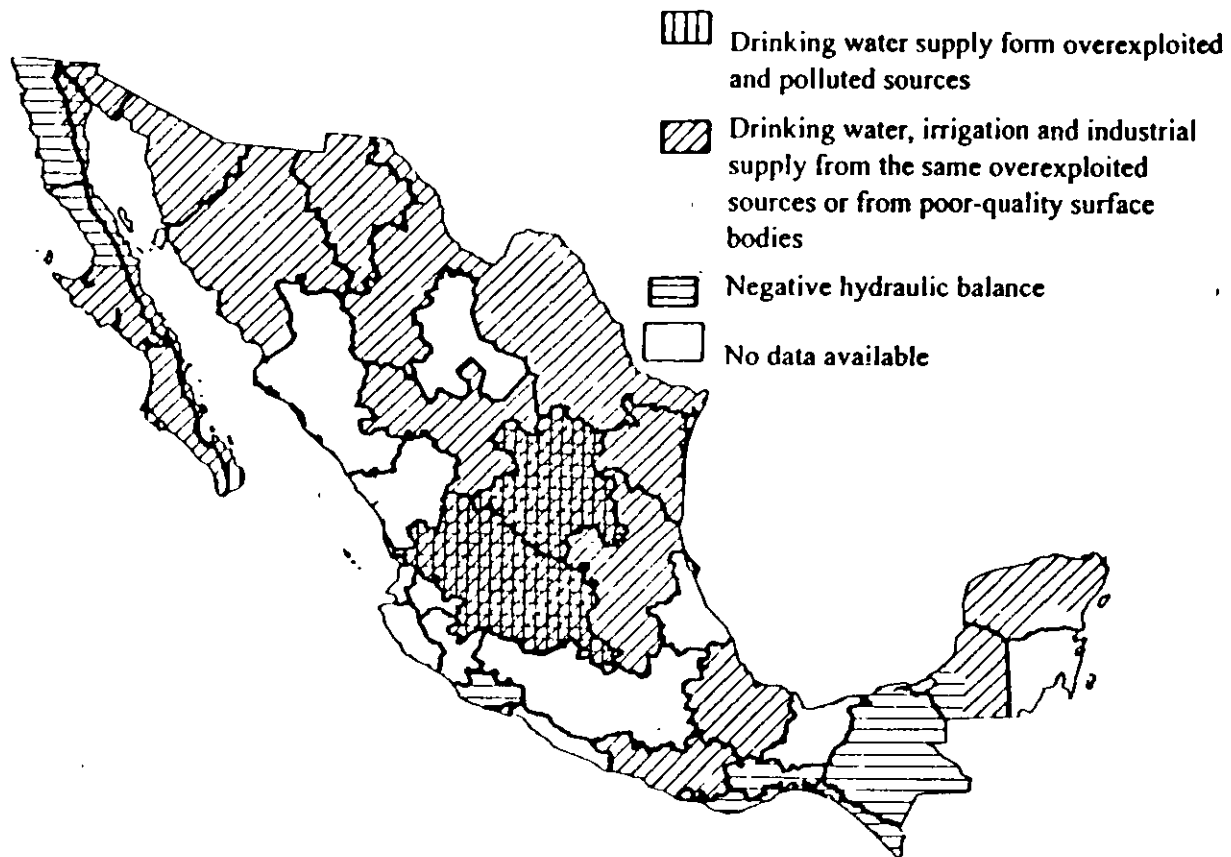 Drinking water supply form overexploited
and polluted sources
Drinking water, irrigation and industrial
supply from the same overexploited
sources or from poor-quality surface
bodies
Negative hydraulic balance
No data available